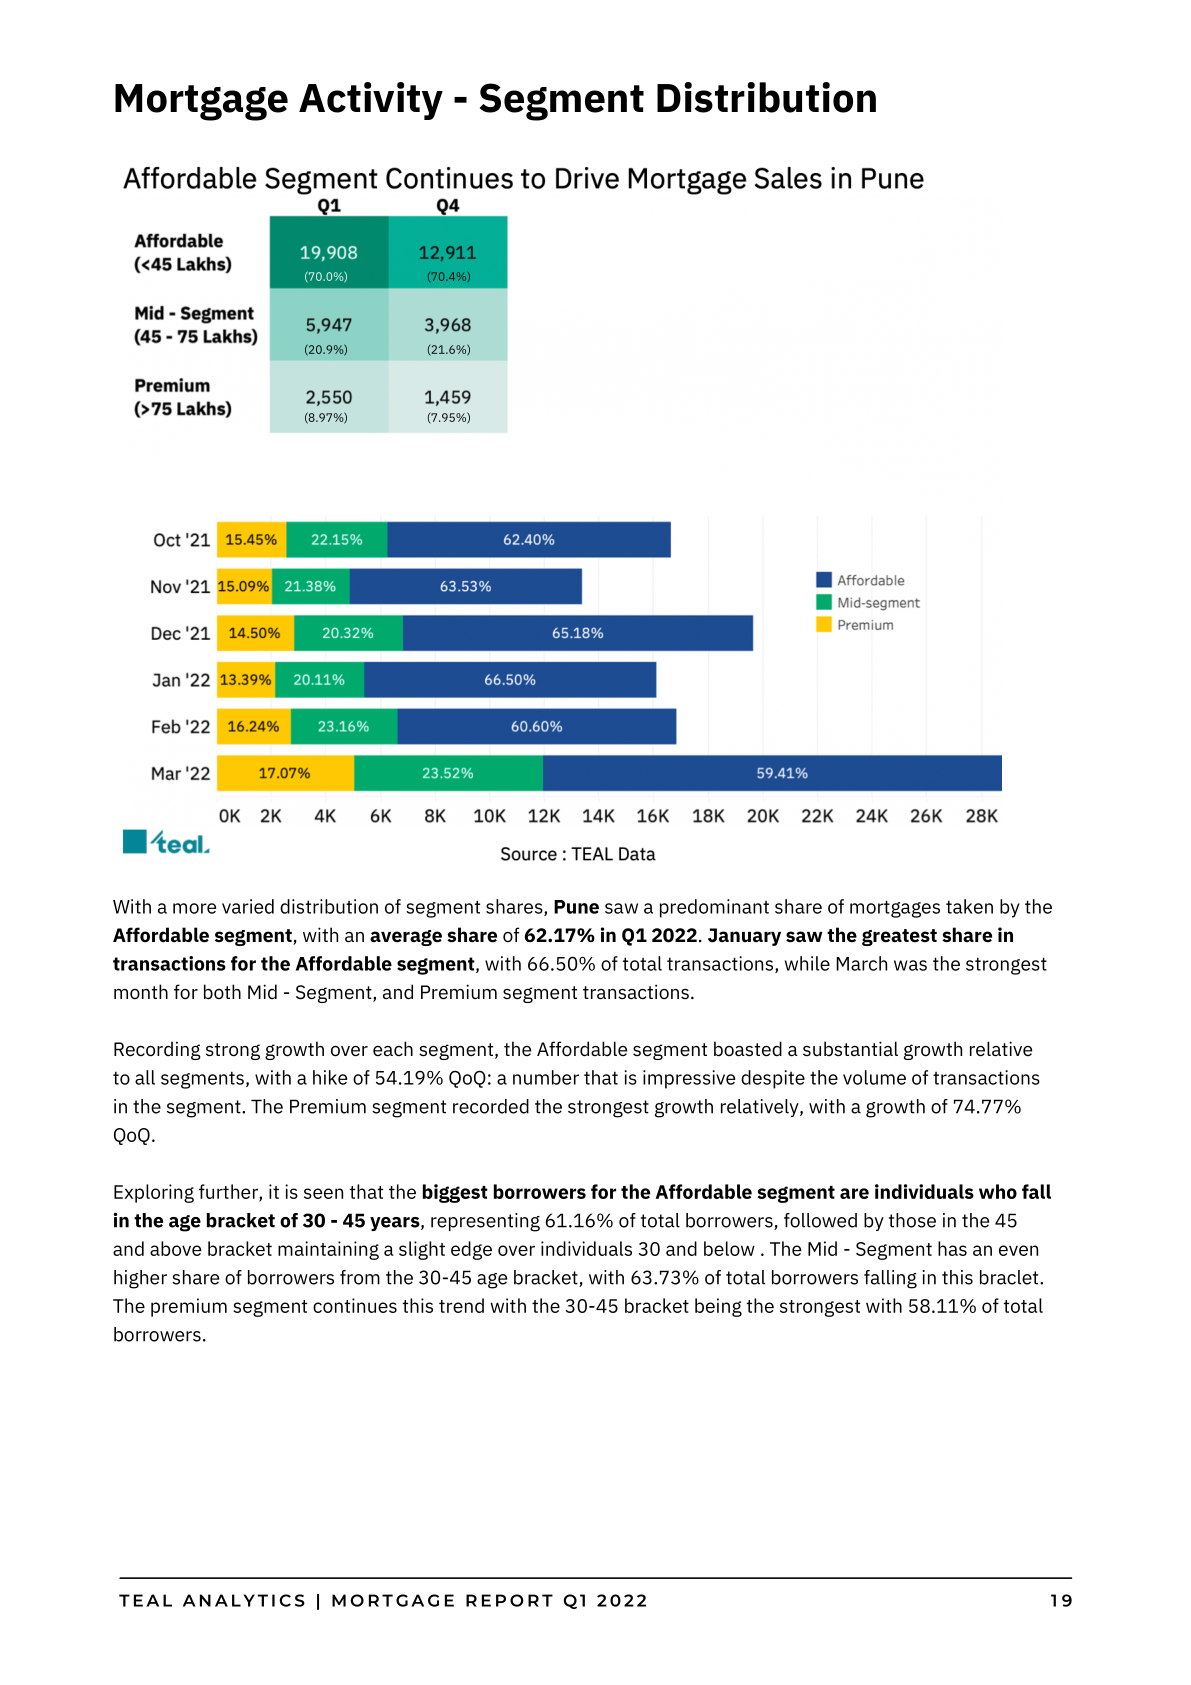 Mortgage Activity - Segment Distribution
Affordable Segment Continues to Drive Mortgage Sales in Pune
Q1 Q4
Affordable
(<45 Lakhs)
19,908 12,911
(70.0%) (70.4%)
Mid - Segment
(45 - 75 Lakhs)
5,947 3,968
(20.9%) (21.6%)
Premium
(>75 Lakhs)
2,550 1,459
(8.97%) (7.95%)
Oct '21 15.45% 22.15% 62.40%
Nov '21 15.09% 21.38% 63.53%
Dec '21 14.50% 20.32% 65.18%
Jan '22 13.39% 20.11% 66.50%
Feb '22 16.24% 23.16% 60.60%
Mar '22 17.07% 23.52% 59.41%
Affordable
Mid-segment
Premium
0K 2K 4K 6K 8K 10K 12K 14K 16K 18K 20K 22K 24K 26K 28K
teal.
Source : TEAL Data
With a more varied distribution of segment shares, Pune saw a predominant share of mortgages taken by the
Affordable segment, with an average share of 62.17% in Q1 2022. January saw the greatest share in
transactions for the Affordable segment, with 66.50% of total transactions, while March was the strongest
month for both Mid - Segment, and Premium segment transactions.
Recording strong growth over each segment, the Affordable segment boasted a substantial growth relative
to all segments, with a hike of 54.19% QoQ: a number that is impressive despite the volume of transactions
in the segment. The Premium segment recorded the strongest growth relatively, with a growth of 74.77%
QoQ.
Exploring further, it is seen that the biggest borrowers for the Affordable segment are individuals who fall
in the age bracket of 30 - 45 years, representing 61.16% of total borrowers, followed by those in the 45
and above bracket maintaining a slight edge over individuals 30 and below . The Mid - Segment has an even
higher share of borrowers from the 30-45 age bracket, with 63.73% of total borrowers falling in this braclet.
The premium segment continues this trend with the 30-45 bracket being the strongest with 58.11% of total
borrowers.
TEAL ANALYTICS | MORTGAGE REPORT Q1 2022 19